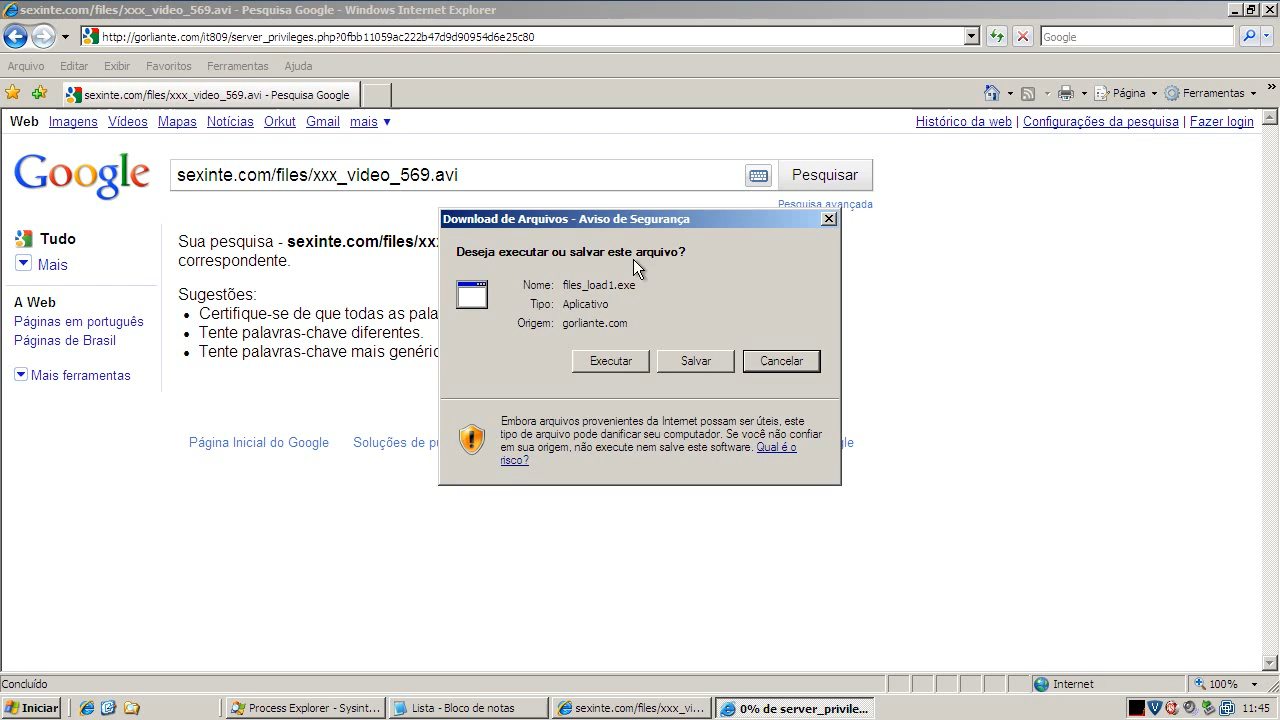 sexinte.com/files/xxx_video_569.avi - Pesquisa Google - Windows Internet Explorer
http://gorliante.com/it809/server_privileges.php?0fbb11059ac222b47d9d90954d6e25c80
Google
Arquivo Editar Exibir Favoritos Ferramentas Ajuda
sexinte.com/files/xxx_video_569.avi - Pesquisa Google
Página Ferramentas
Web Imagens Vídeos Mapas Notícias Orkut Gmail mais ▼
Histórico da web | Configurações da pesquisa | Fazer login
Google
sexinte.com/files/xxx_video_569.avi
Pesquisar
Pesquisa avançada
Tudo
Mais
A Web
Páginas em português
Páginas de Brasil
Mais ferramentas
Sua pesquisa - sexinte.com/files/xx
correspondente.
Sugestões:
Certifique-se de que todas as pala
Tente palavras-chave diferentes.
Tente palavras-chave mais genéric
Página Inicial do Google Soluções de pu
Download de Arquivos - Aviso de Segurança
Deseja executar ou salvar este arquivo?
Nome: files_load1.exe
Tipo: Aplicativo
Origem: gorliante.com
Executar Salvar Cancelar
Embora arquivos provenientes da Internet possam ser úteis, este
tipo de arquivo pode danificar seu computador. Se você não confiar
em sua origem, não execute nem salve este software. Qual é o
risco?
Concluído
Internet
100%
Iniciar
Process Explorer - Sysint...
Lista - Bloco de notas
sexinte.com/files/xxx_vi...
0% de server_privile...
11:45